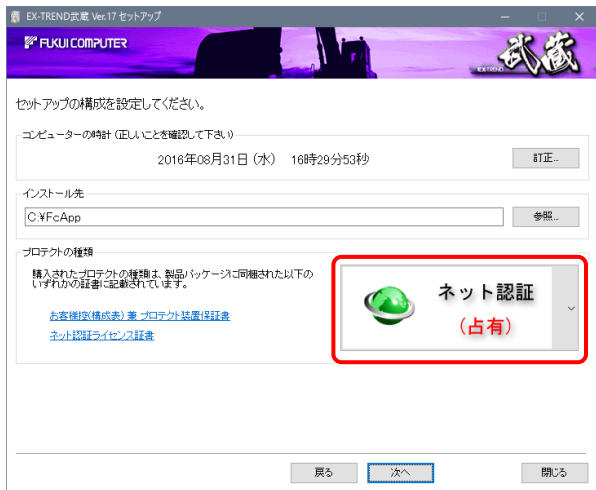 EX-TREND武蔵 Ver.17 セットアップ
FUKUI COMPUTER
EX-TREND 武蔵
セットアップの構成を設定してください。
コンピューターの時計 (正しいことを確認して下さい)
2016年08月31日 (水) 16時29分53秒
訂正...
インストール先
C:¥FcApp
参照...
プロテクトの種類
購入されたプロテクトの種類は、製品パッケージに同梱された以下の
いずれかの証書に記載されています。
お客様控(構成表) 兼 プロテクト装置保証書
ネット認証ライセンス証書
ネット認証
(占有)
戻る
次へ
閉じる